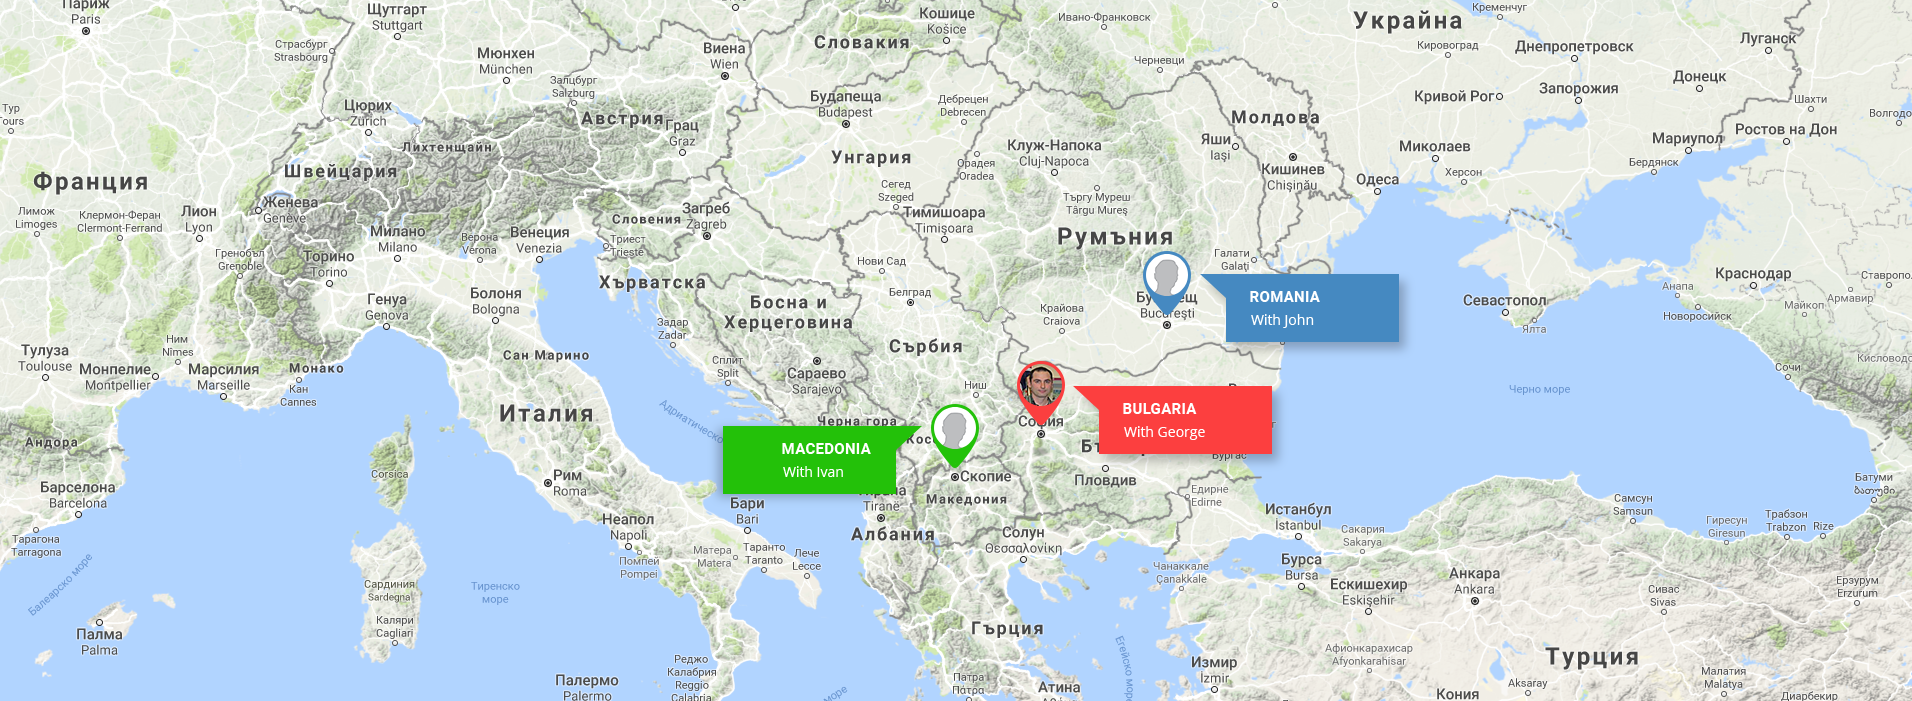 Париж
Paris
Щутгарт
Stuttgart
Страсбург
Strasbourg
Мюнхен
München
Залцбург
Salzburg
Виена
Wien
Словакия
Кошице
Košice
Ивано-Франковск
Черневци
Украйна
Кременчуг
Кировоград
Днепропетровск
Луганск
Донецк
Запорожия
Кривой Рог
Шахти
Волгодо
Ростов на Дон
Мариупол
Бердянск
Тур
Tours
Цюрих
Zürich
Лихтенщайн
Австрия
Грац
Graz
Будапеща
Budapest
Дебрецен
Debrecen
Унгария
Орадеа
Oradea
Клуж-Напока
Cluj-Napoca
Яши
Iași
Молдова
Кишинев
Chișinău
Николаев
Херсон
Одеса
Франция
Швейцария
Женева
Genève
Лимож
Limoges
Клермон-Феран
Clermont-Ferrand
Лион
Lyon
Гренобъл
Grenoble
Милано
Milano
Торино
Torino
Верона
Verona
Венеция
Venezia
Словения
Триест
Trieste
Загреб
Zagreb
Сегед
Szeged
Тимишоара
Timișoara
Търгу Муреш
Târgu Mureș
Румъния
Галати
Galați
Нови Сад
Хърватска
Босна и
Херцеговина
Белград
Крайова
Craiova
București
ROMANIA
With John
Севастопол
Ялта
Краснодар
Анапа
Новоросийск
Майкоп
Армавир
Ставропо
Сочи
Кисловодс
Генуа
Genova
Болоня
Bologna
Задар
Zadar
Сан Марино
Сплит
Split
Сараево
Sarajevo
Сърбия
Ниш
Тулуза
Toulouse
Ним
Nîmes
Монпелие
Montpellier
Марсилия
Marseille
Монако
Кан
Cannes
Италия
Адриатическо
Черна гора
Кос
MACEDONIA
With Ivan
София
BULGARIA
With George
Бургас
Черно море
Андора
Барселона
Barcelona
Corsica
Рим
Roma
Бари
Bari
Tirane
Скопие
Македония
Пловдив
Едирне
Edirne
Истанбул
İstanbul
Албания
Солун
Θεσσαλονίκη
Тарагона
Tarragona
Балеарско море
Палма
Palma
Сардиния
Sardegna
Каляри
Cagliari
Тиренско
море
Неапол
Napoli
Помпей
Pompei
Матера
Matera
Таранто
Taranto
Лече
Lecce
Реджо
Калабрия
Reggio
Calabria
Палермо
Palermo
море
Гърция
Патра
Πάτρα
Атина
Егейско мор
Чанаккале
Çanakkale
Бурса
Bursa
Сакария
Sakarya
Ескишехир
Eskişehir
Анкара
Ankara
Измир
İzmir
Афионкарахисар
Afyonkarahisar
Кония
Aksaray
Турция
Сивас
Sivas
Самсун
Samsun
Гиресун
Giresun
Трабзон
Trabzon
Rize
Батуми
ბათუმი
Ерзурум
Erzurum
Малатия
Malatya
Диарбекир